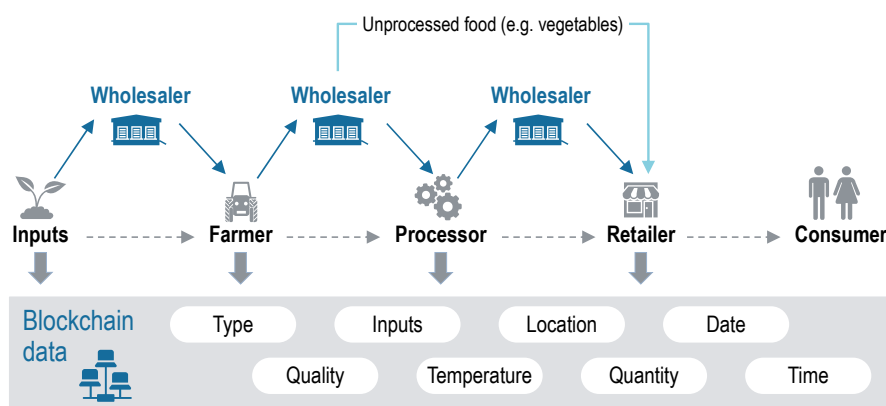 Unprocessed food (e.g. vegetables)
Wholesaler
Wholesaler
Wholesaler
Inputs
Farmer
Processor
Retailer
Consumer
Blockchain
data
Type
Inputs
Location
Date
Quality
Temperature
Quantity
Time